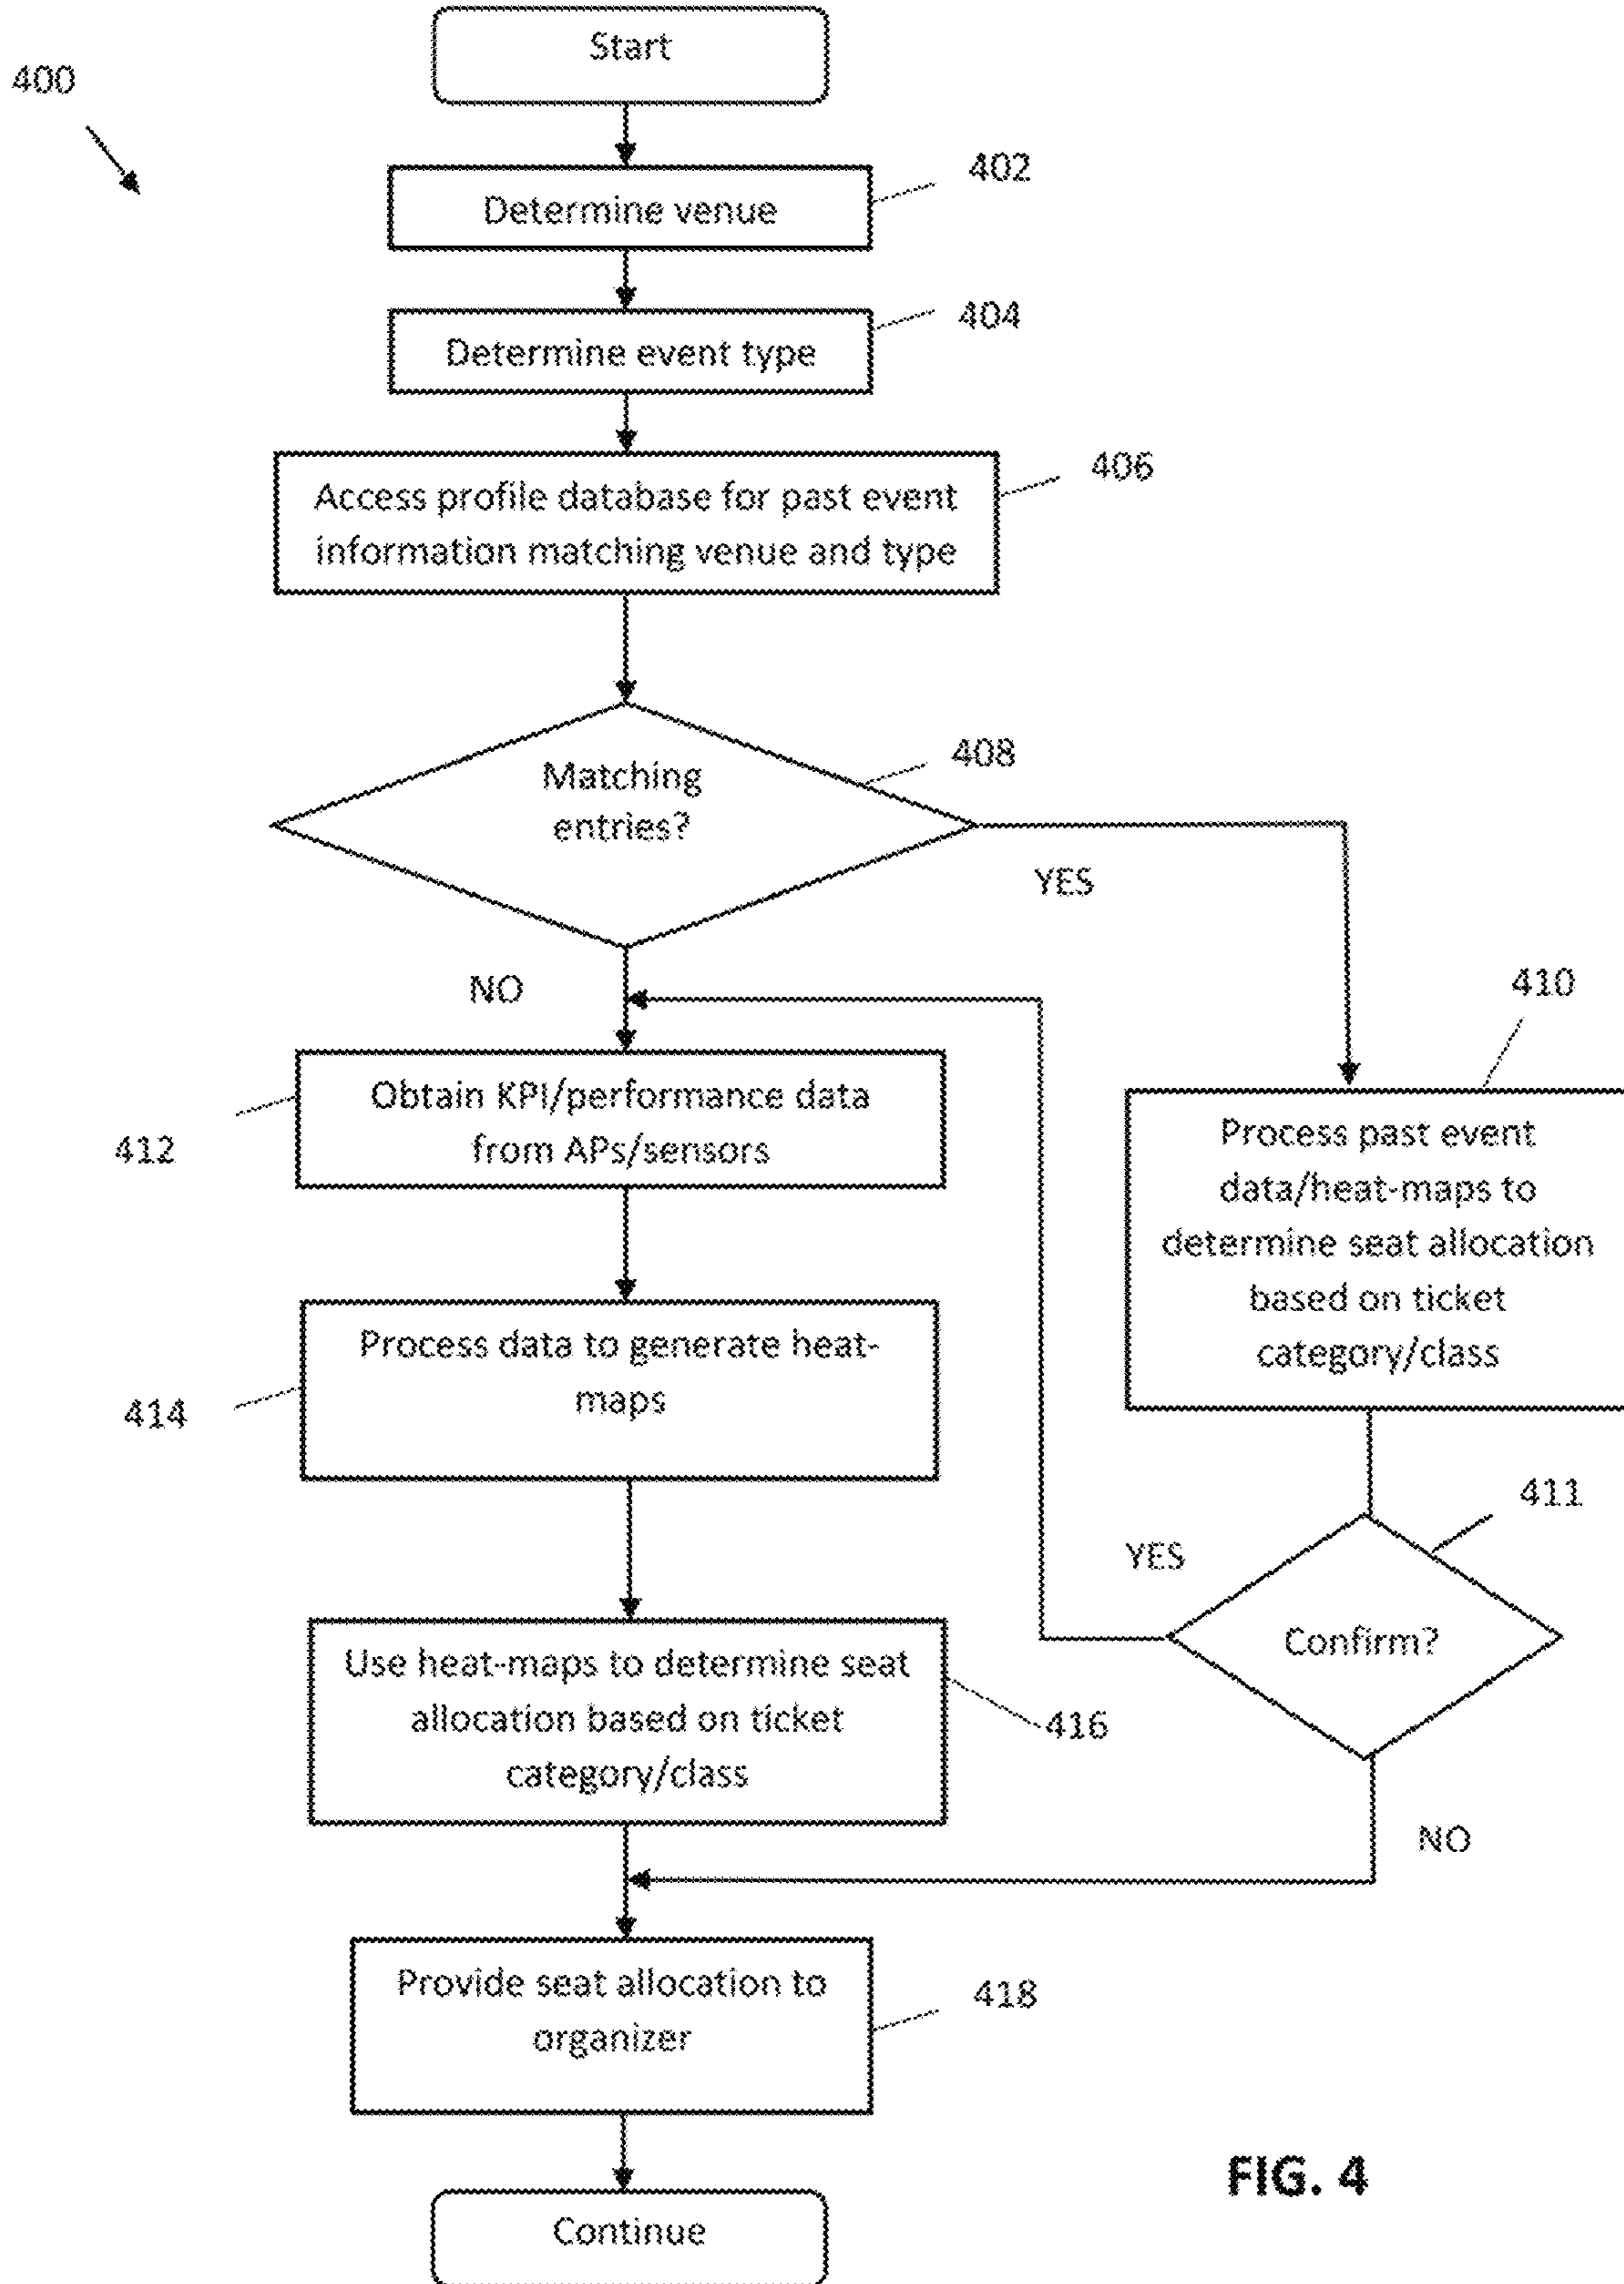 Start
400
402
Determine venue
404
Determine event type
406
Access profile database for past event
information matching venue and type
408
Matching
entries?
YES
NO
410
Obtain KPI/performance data
from APs/sensors
412
Process past event
data/heat-maps to
determine seat allocation
based on ticket
category/class
Process data to generate heat-
maps
414
411
YES
Confirm?
Use heat-maps to determine seat
allocation based on ticket
category/class
416
NO
Provide seat allocation to
organizer
418
FIG. 4
Continue